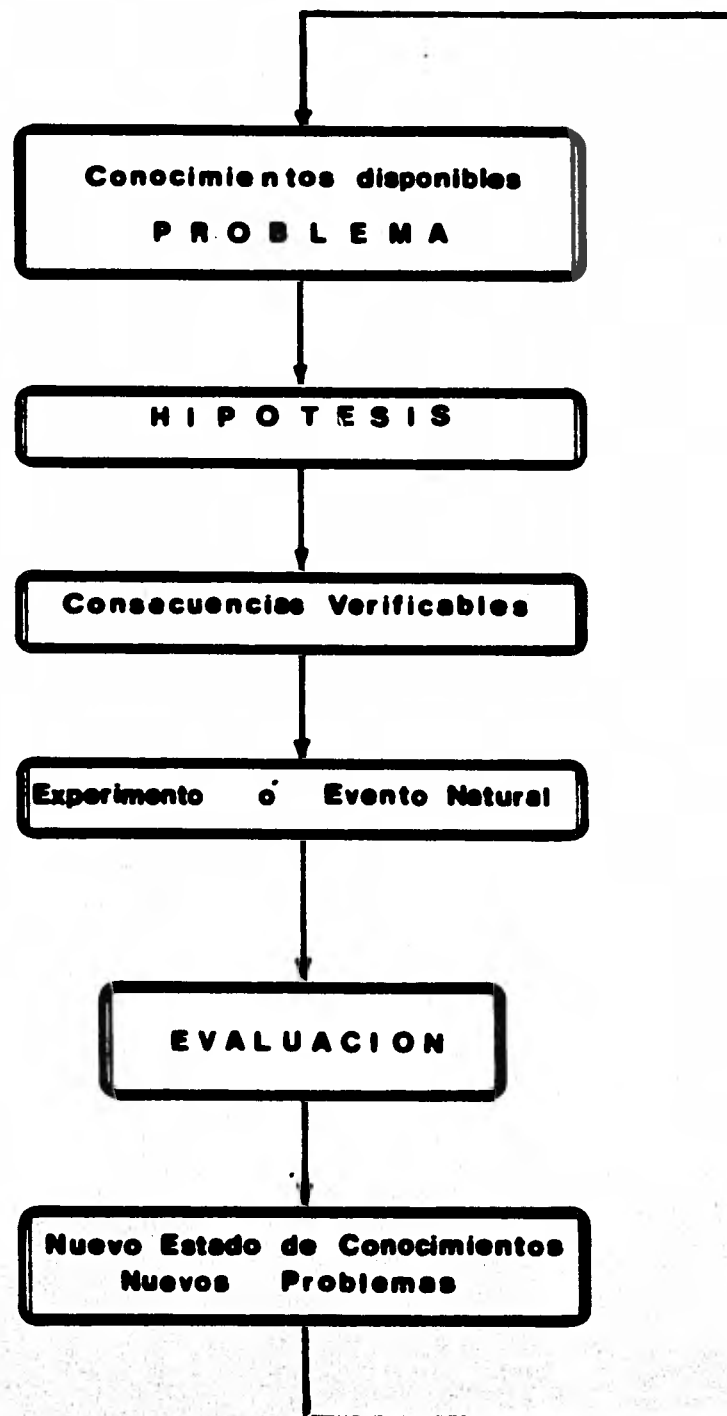 Conocimientos disponibles
PROBLEMA
HIPOTESIS
Consecuencias Verificables
Experimento ó Evento Natural
EVALUACION
Nuevo Estado de Conocimientos
Nuevos Problemas